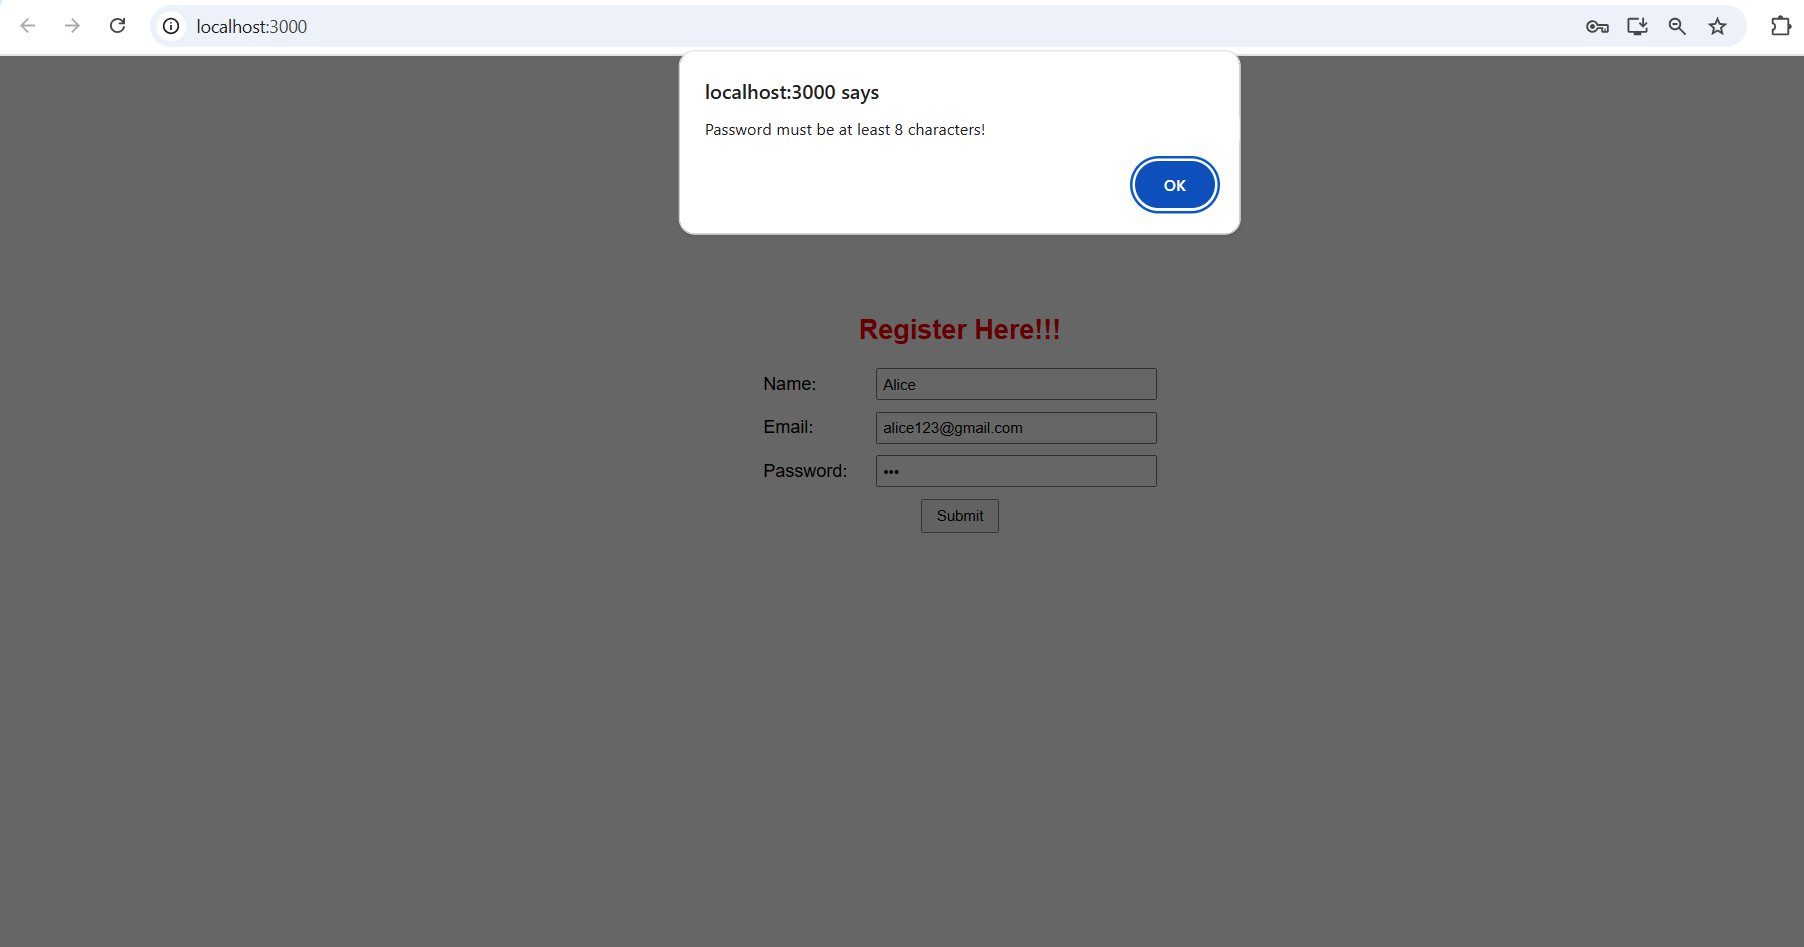 localhost:3000
localhost:3000 says
Password must be at least 8 characters!
OK
Register Here!!!
Name: Alice
Email: alice123@gmail.com
Password: •••
Submit